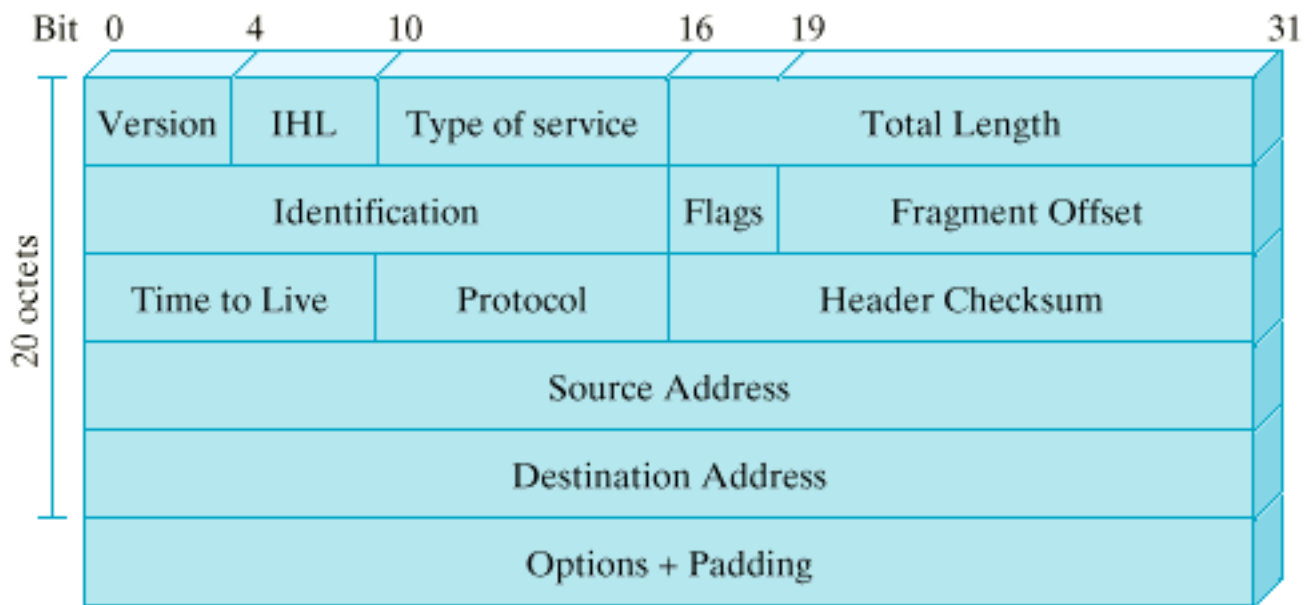 Bit 0 4 10 16 19 31
Version IHL Type of service Total Length
Identification Flags Fragment Offset
Time to Live Protocol Header Checksum
Source Address
Destination Address
Options + Padding
20 octets